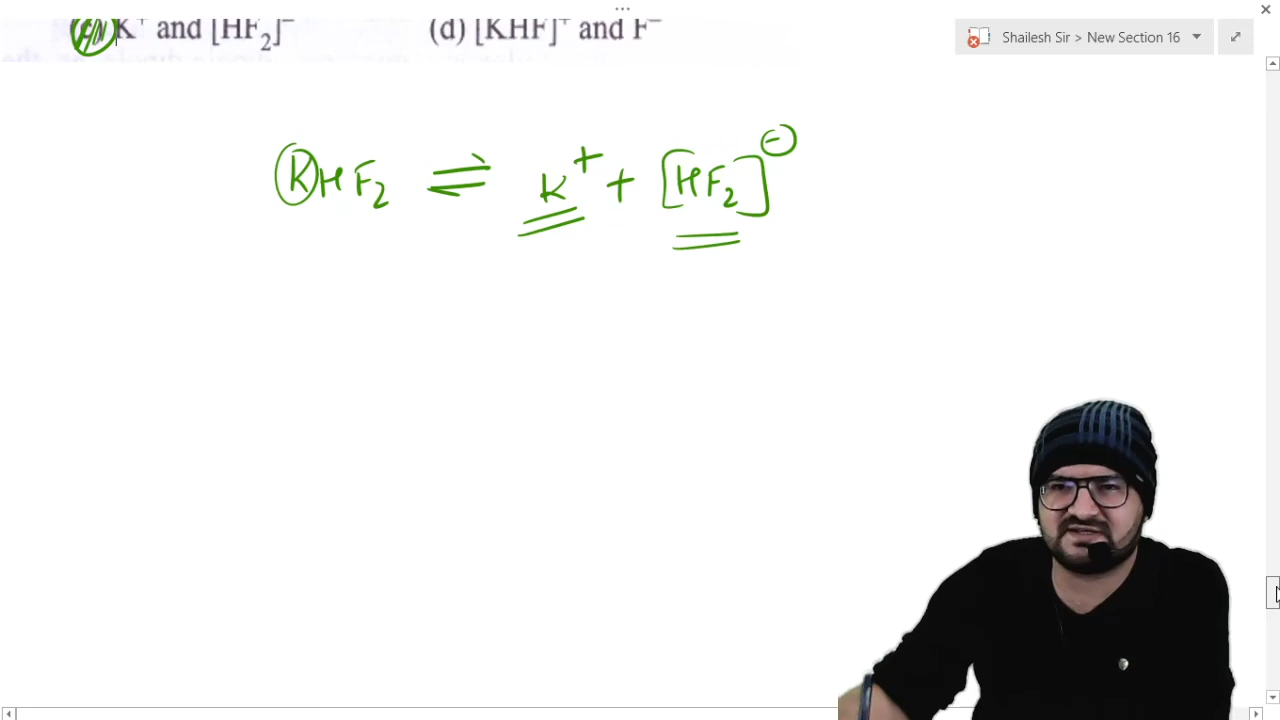 K⁺ and [HF₂]⁻ (d) [KHF]⁺ and F⁻
Shailesh Sir > New Section 16
KHF₂ ⇌ K⁺ + [HF₂]⁻